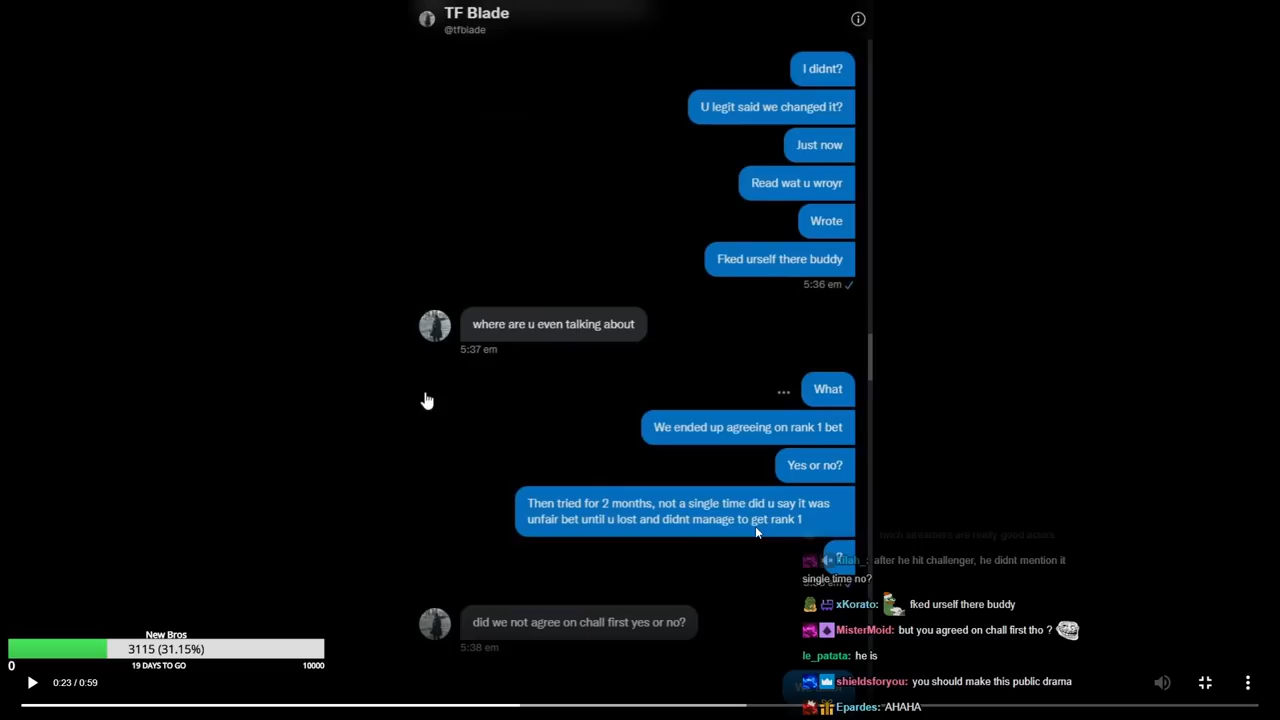 TF Blade
@tfblade
I didnt?
U legit said we changed it?
Just now
Read wat u wroyr
Wrote
Fked urself there buddy
5:36 em
where are u even talking about
5:37 em
What
We ended up agreeing on rank 1 bet
Yes or no?
Then tried for 2 months, not a single time did u say it was
unfair bet until u lost and didnt manage to get rank 1
?
twitch streamers are really good actors
after he hit challenger, he didnt mention it
single time no?
xKorato: fked urself there buddy
did we not agree on chall first yes or no?
5:38 em
MisterMoid: but you agreed on chall first tho ?
le_patata: he is
shieldsforyou: you should make this public drama
Epardes: AHAHA
New Bros
3115 (31.15%)
0
19 DAYS TO GO
10000
0:23 / 0:59